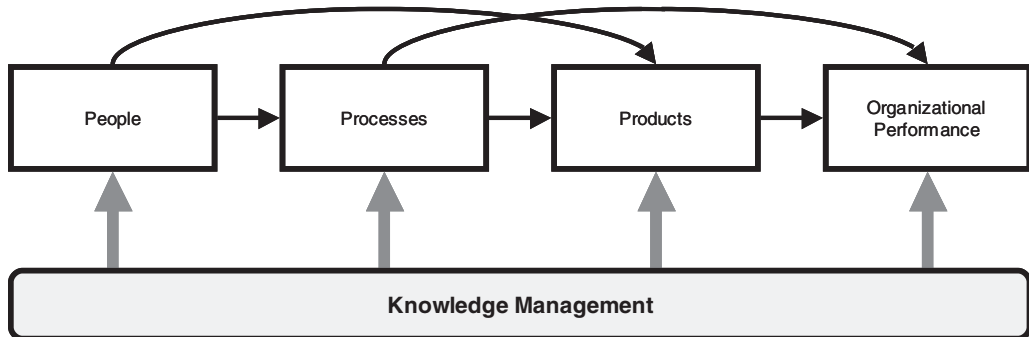 People
Processes
Products
Organizational
Performance
Knowledge Management